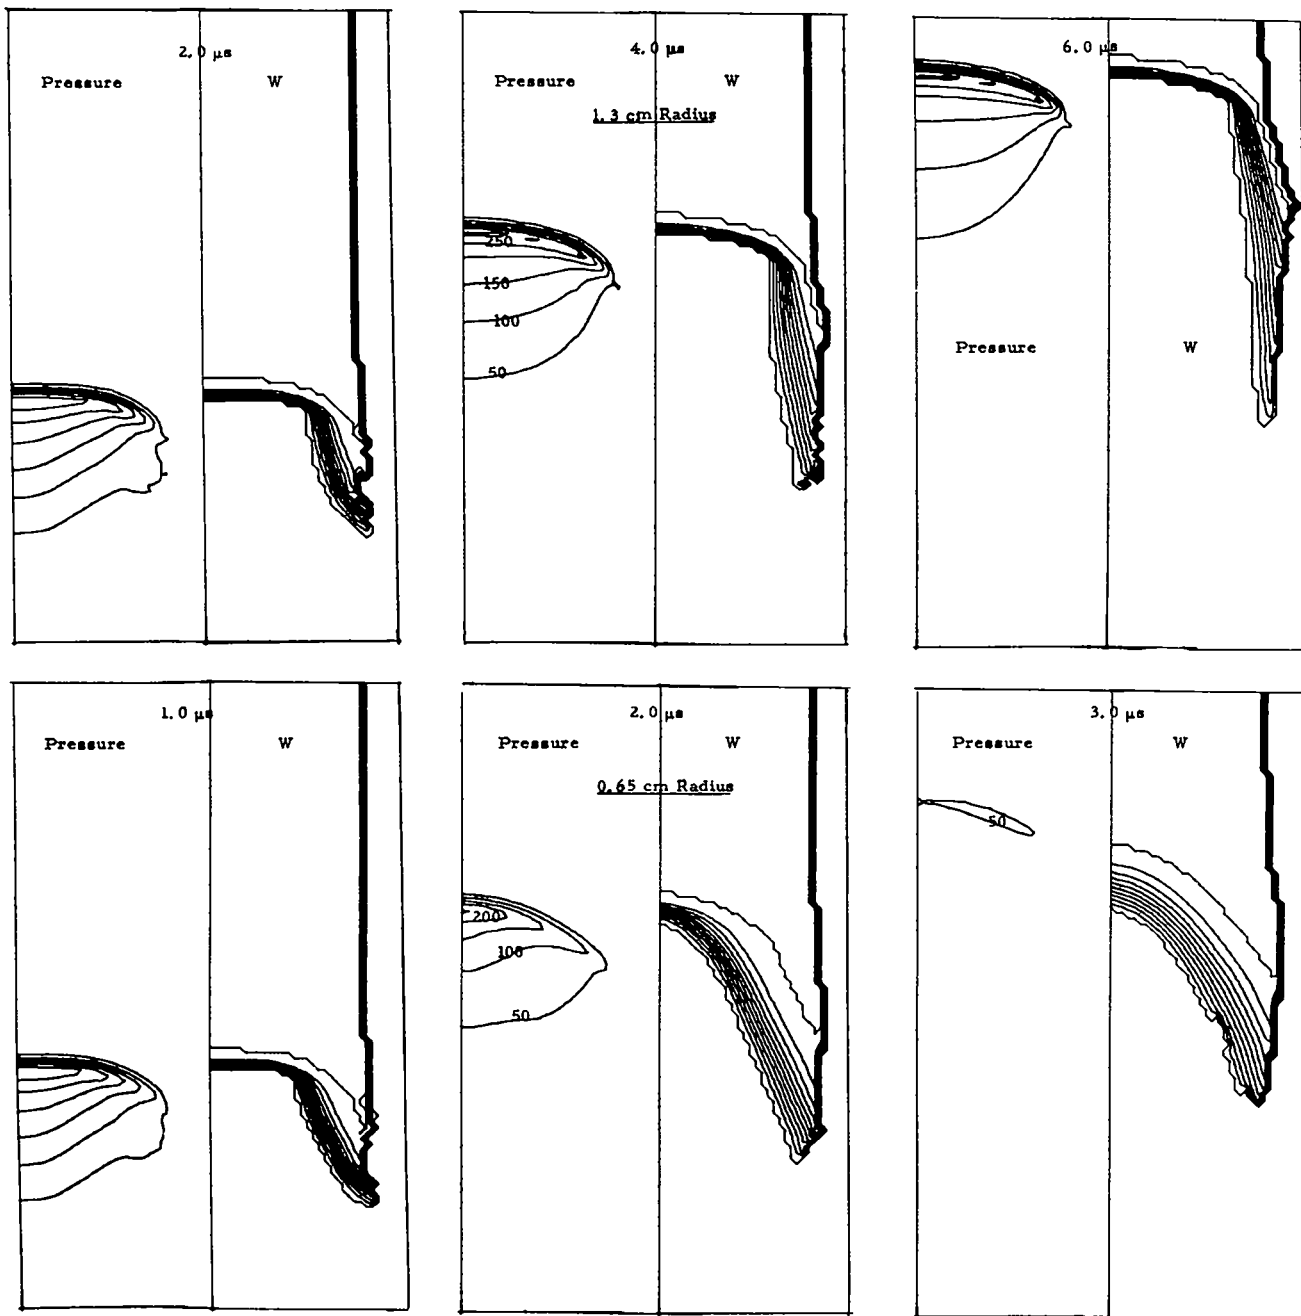 2.0 μs
Pressure W
4.0 μs
Pressure W
1.3 cm Radius
250
150
100
50
6.0 μs
Pressure W
1.0 μs
Pressure W
2.0 μs
Pressure W
0.65 cm Radius
200
100
50
3.0 μs
Pressure W
50